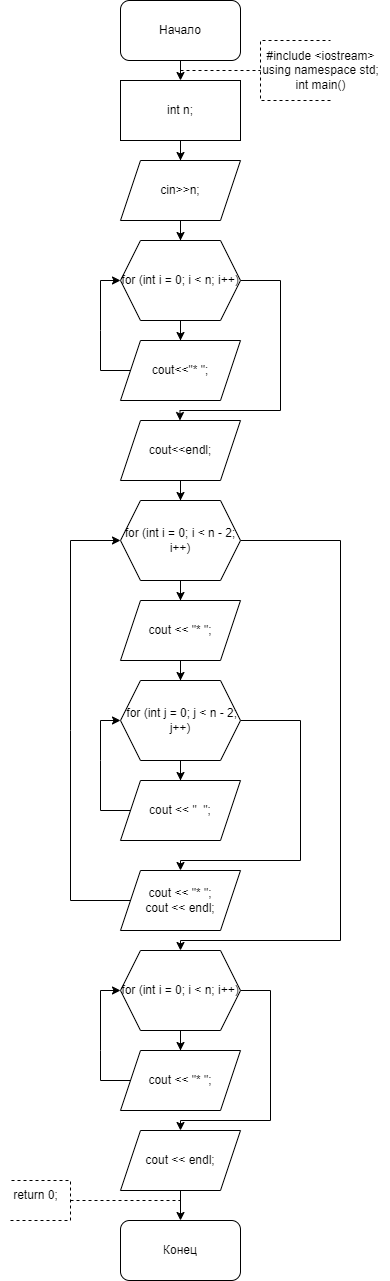 Начало
#include <iostream>
using namespace std;
int main()
int n;
cin>>n;
for (int i = 0; i < n; i++)
cout<<"* ";
cout<<endl;
for (int i = 0; i < n - 2;
i++)
cout << "* ";
for (int j = 0; j < n - 2;
j++)
cout << "  ";
cout << "* ";
cout << endl;
for (int i = 0; i < n; i++)
cout << "* ";
cout << endl;
return 0;
Конец